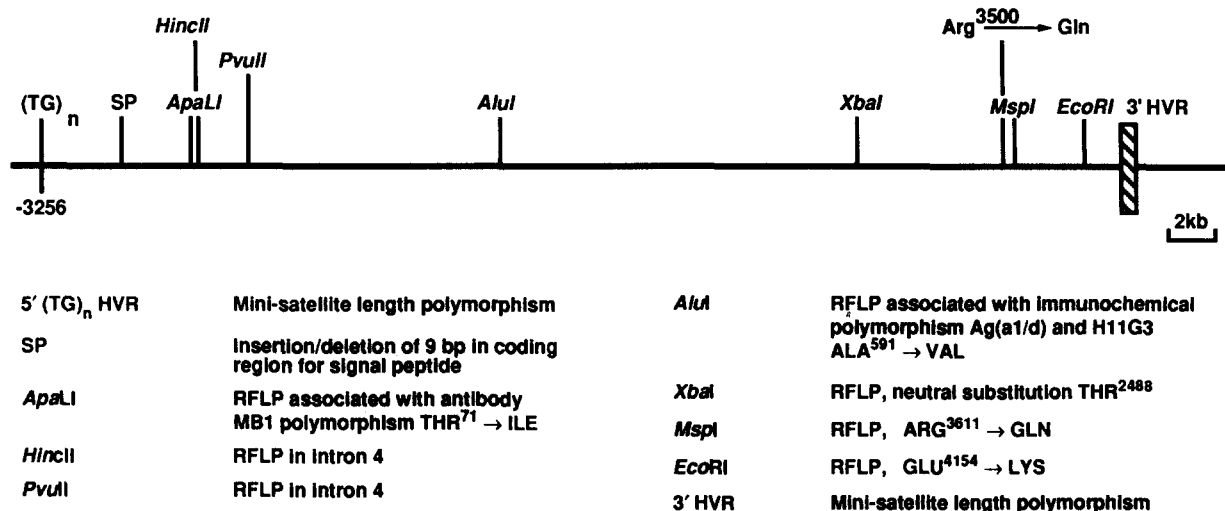 HincII
Arg3500 → Gln
PvuII
(TG)n
SP
ApaLI
AluI
XbaI
MspI
EcoRI
3' HVR
-3256
2kb
5′ (TG)n HVR Mini-satellite length polymorphism
SP Insertion/deletion of 9 bp in coding
region for signal peptide
ApaLI RFLP associated with antibody
MB1 polymorphism THR71 → ILE
HincII RFLP in intron 4
PvuII RFLP in intron 4
AluI RFLP associated with immunochemical
polymorphism Ag(a1/d) and H11G3
ALA591 → VAL
XbaI RFLP, neutral substitution THR2488
MspI RFLP, ARG3611 → GLN
EcoRI RFLP, GLU4154 → LYS
3′ HVR Mini-satellite length polymorphism